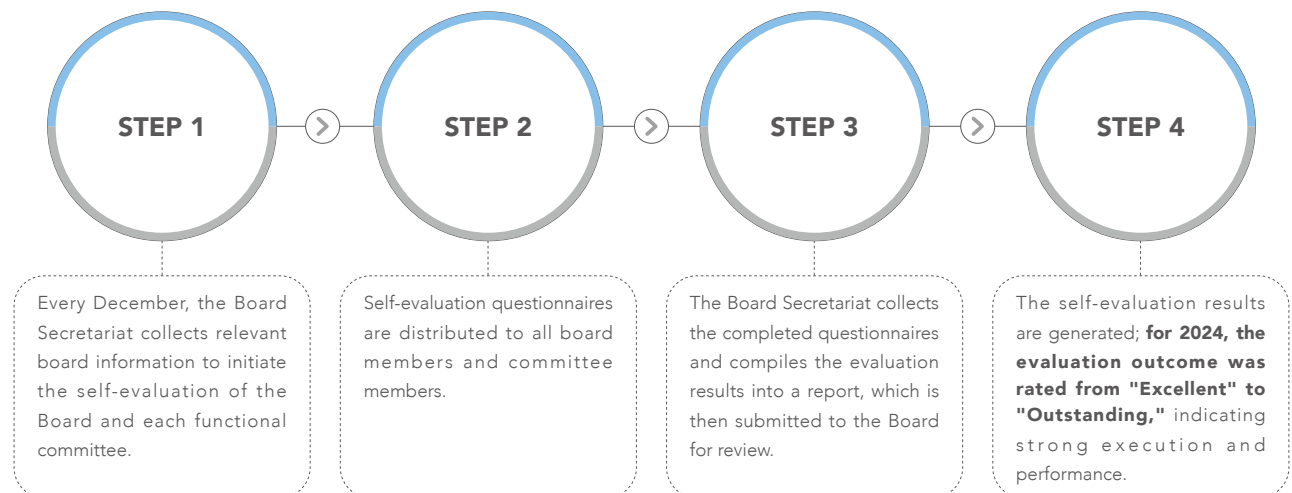 STEP 1
STEP 2
STEP 3
STEP 4
Every December, the Board
Secretariat collects relevant
board information to initiate
the self-evaluation of the
Board and each functional
committee.
Self-evaluation questionnaires
are distributed to all board
members and committee
members.
The Board Secretariat collects
the completed questionnaires
and compiles the evaluation
results into a report, which is
then submitted to the Board
for review.
The self-evaluation results
are generated; for 2024, the
evaluation outcome was
rated from "Excellent" to
"Outstanding," indicating
strong execution and
performance.